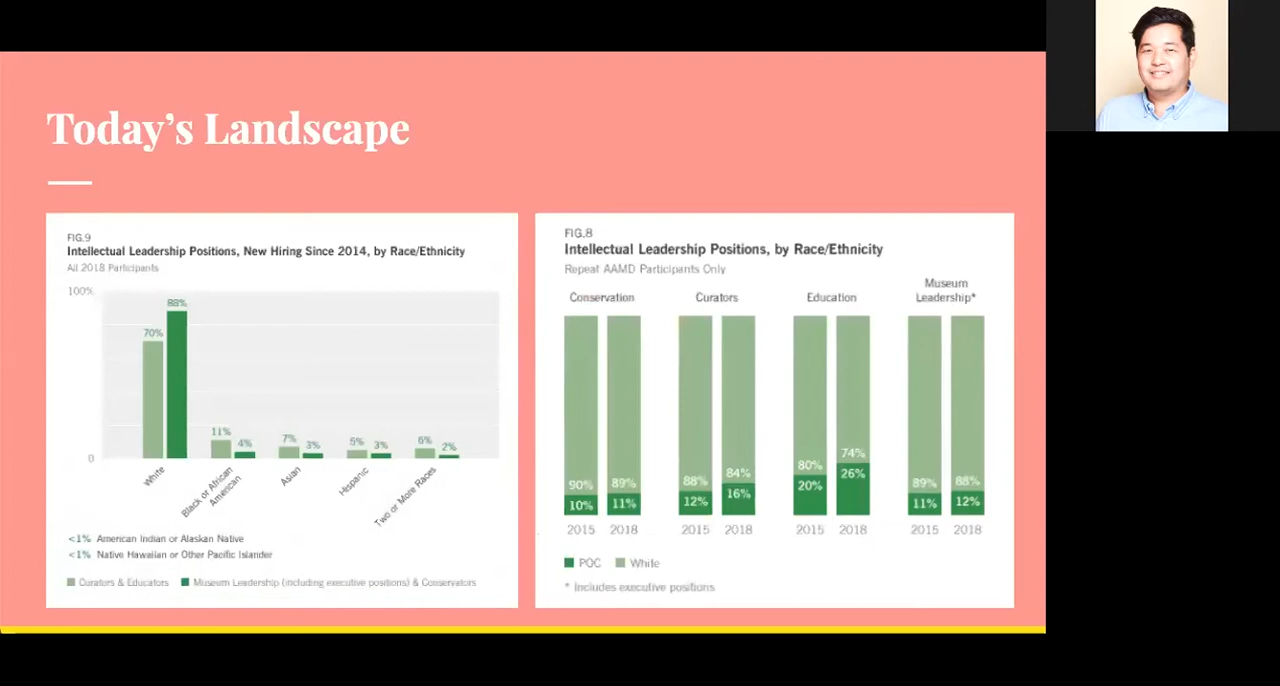 Today's Landscape
FIG.9
Intellectual Leadership Positions, New Hiring Since 2014, by Race/Ethnicity
All 2018 Participants
100%
88%
70%
11%
4%
7%
3%
5%
3%
6%
2%
0
White
Black or African
American
Asian
Hispanic
Two or More Races
<1% American Indian or Alaskan Native
<1% Native Hawaiian or Other Pacific Islander
Curators & Educators Museum Leadership (including executive positions) & Conservators
FIG.8
Intellectual Leadership Positions, by Race/Ethnicity
Repeat AAMD Participants Only
Conservation Curators Education Museum
Leadership*
90% 89% 88% 84% 80% 74% 89% 88%
10% 11% 12% 16% 20% 26% 11% 12%
2015 2018 2015 2018 2015 2018 2015 2018
POC White
* Includes executive positions